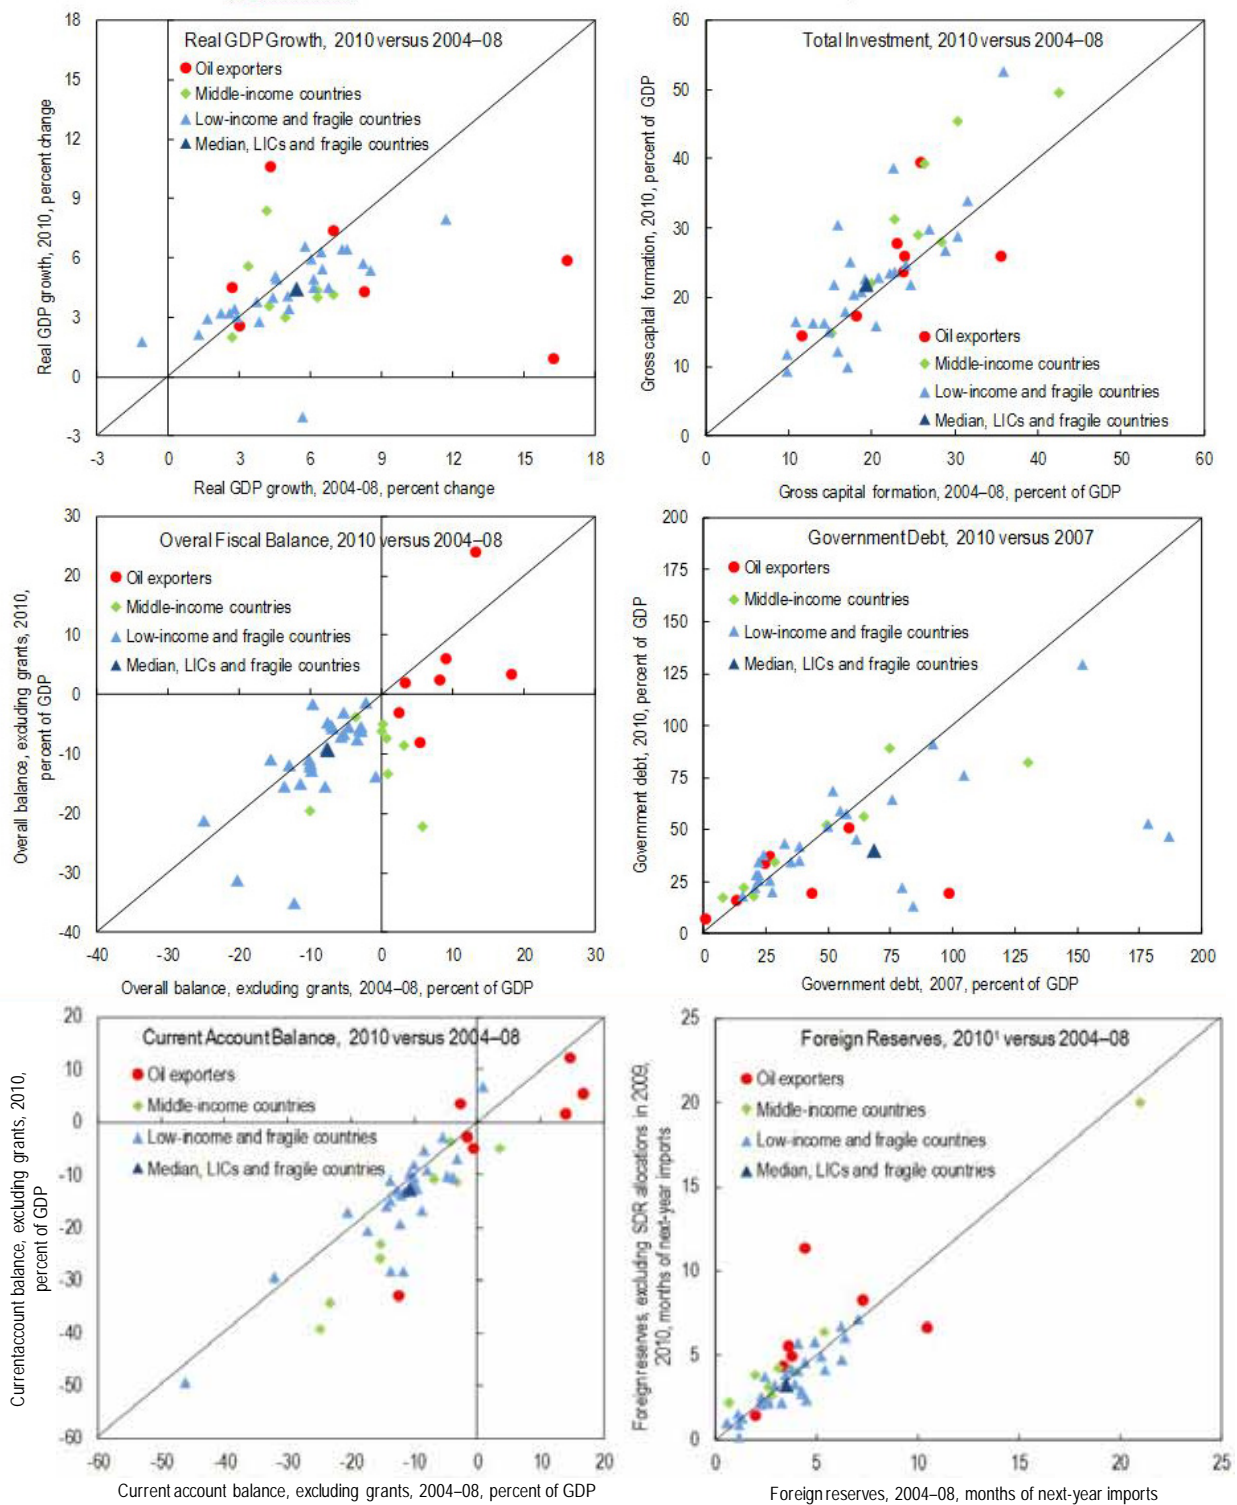 Real GDP Growth, 2010 versus 2004–08
Oil exporters
Middle-income countries
Low-income and fragile countries
Median, LICs and fragile countries
Real GDP growth, 2010, percent change
18
15
12
9
6
3
0
-3
-3 0 3 6 9 12 15 18
Real GDP growth, 2004-08, percent change
Total Investment, 2010 versus 2004–08
Gross capital formation, 2010, percent of GDP
60
50
40
30
20
10
0
Oil exporters
Middle-income countries
Low-income and fragile countries
Median, LICs and fragile countries
0 10 20 30 40 50 60
Gross capital formation, 2004–08, percent of GDP
Overal Fiscal Balance, 2010 versus 2004–08
Oil exporters
Middle-income countries
Low-income and fragile countries
Median, LICs and fragile countries
Overall balance, excluding grants, 2010,
percent of GDP
30
20
10
0
-10
-20
-30
-40
-40 -30 -20 -10 0 10 20 30
Overall balance, excluding grants, 2004–08, percent of GDP
Government Debt, 2010 versus 2007
Oil exporters
Middle-income countries
Low-income and fragile countries
Median, LICs and fragile countries
Government debt, 2010, percent of GDP
200
175
150
125
100
75
50
25
0
0 25 50 75 100 125 150 175 200
Government debt, 2007, percent of GDP
Current Account Balance, 2010 versus 2004–08
Oil exporters
Middle-income countries
Low-income and fragile countries
Median, LICs and fragile countries
Current account balance, excluding grants, 2010,
percent of GDP
20
10
0
-10
-20
-30
-40
-50
-60
-60 -50 -40 -30 -20 -10 0 10 20
Current account balance, excluding grants, 2004–08, percent of GDP
Foreign Reserves, 2010¹ versus 2004–08
Oil exporters
Middle-income countries
Low-income and fragile countries
Median, LICs and fragile countries
Foreign reserves, excluding SDR allocations in 2009,
2010, months of next-year imports
25
20
15
10
5
0
0 5 10 15 20 25
Foreign reserves, 2004–08, months of next-year imports